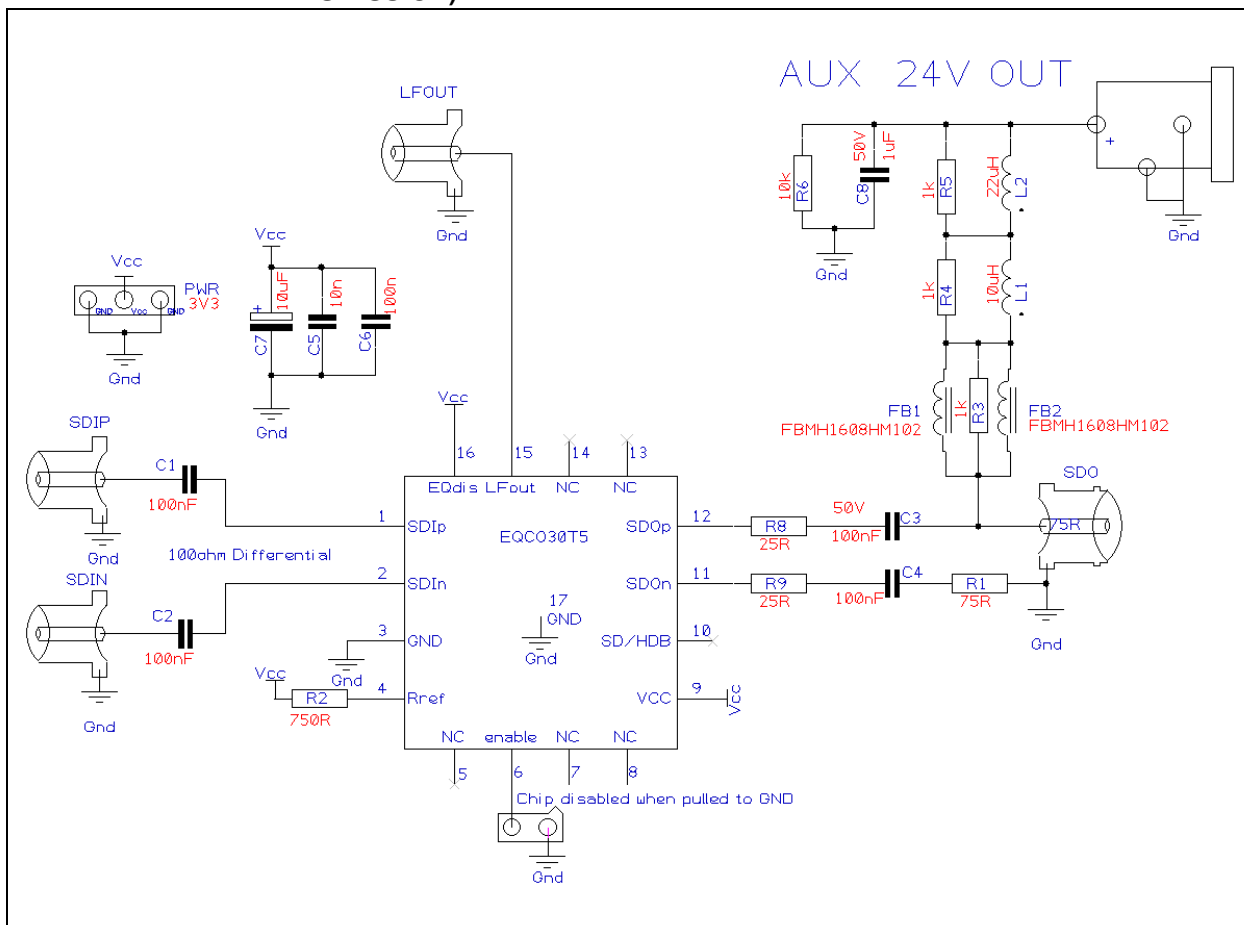 AUX 24V OUT
LFOUT
Gnd
50V
1uF
10k
R6
C8
1k
R5
22uH
L2
+
Gnd
Gnd
1k
R4
10uH
L1
Vcc
PWR
3V3
GND
Vcc
GND
Gnd
Vcc
+
10uF
10n
100n
C7
C5
C6
Gnd
FB1
FBMH1608HM102
1k
R3
FB2
FBMH1608HM102
SDIP
C1
100nF
Gnd
100ohm Differential
SDIN
C2
100nF
Gnd
Vcc
16
15
14
13
EQdis
LFout
NC
NC
1
SDIp
EQCO30T5
2
SDIn
3
GND
Gnd
17
GND
Gnd
Vcc
R2
750R
4
Rref
12
SDOp
R8
25R
50V
C3
100nF
SDO
75R
11
SDOn
R9
25R
C4
100nF
R1
75R
Gnd
10
SD/HDB
9
VCC
Vcc
NC
enable
NC
NC
5
6
7
8
Chip disabled when pulled to GND
Gnd